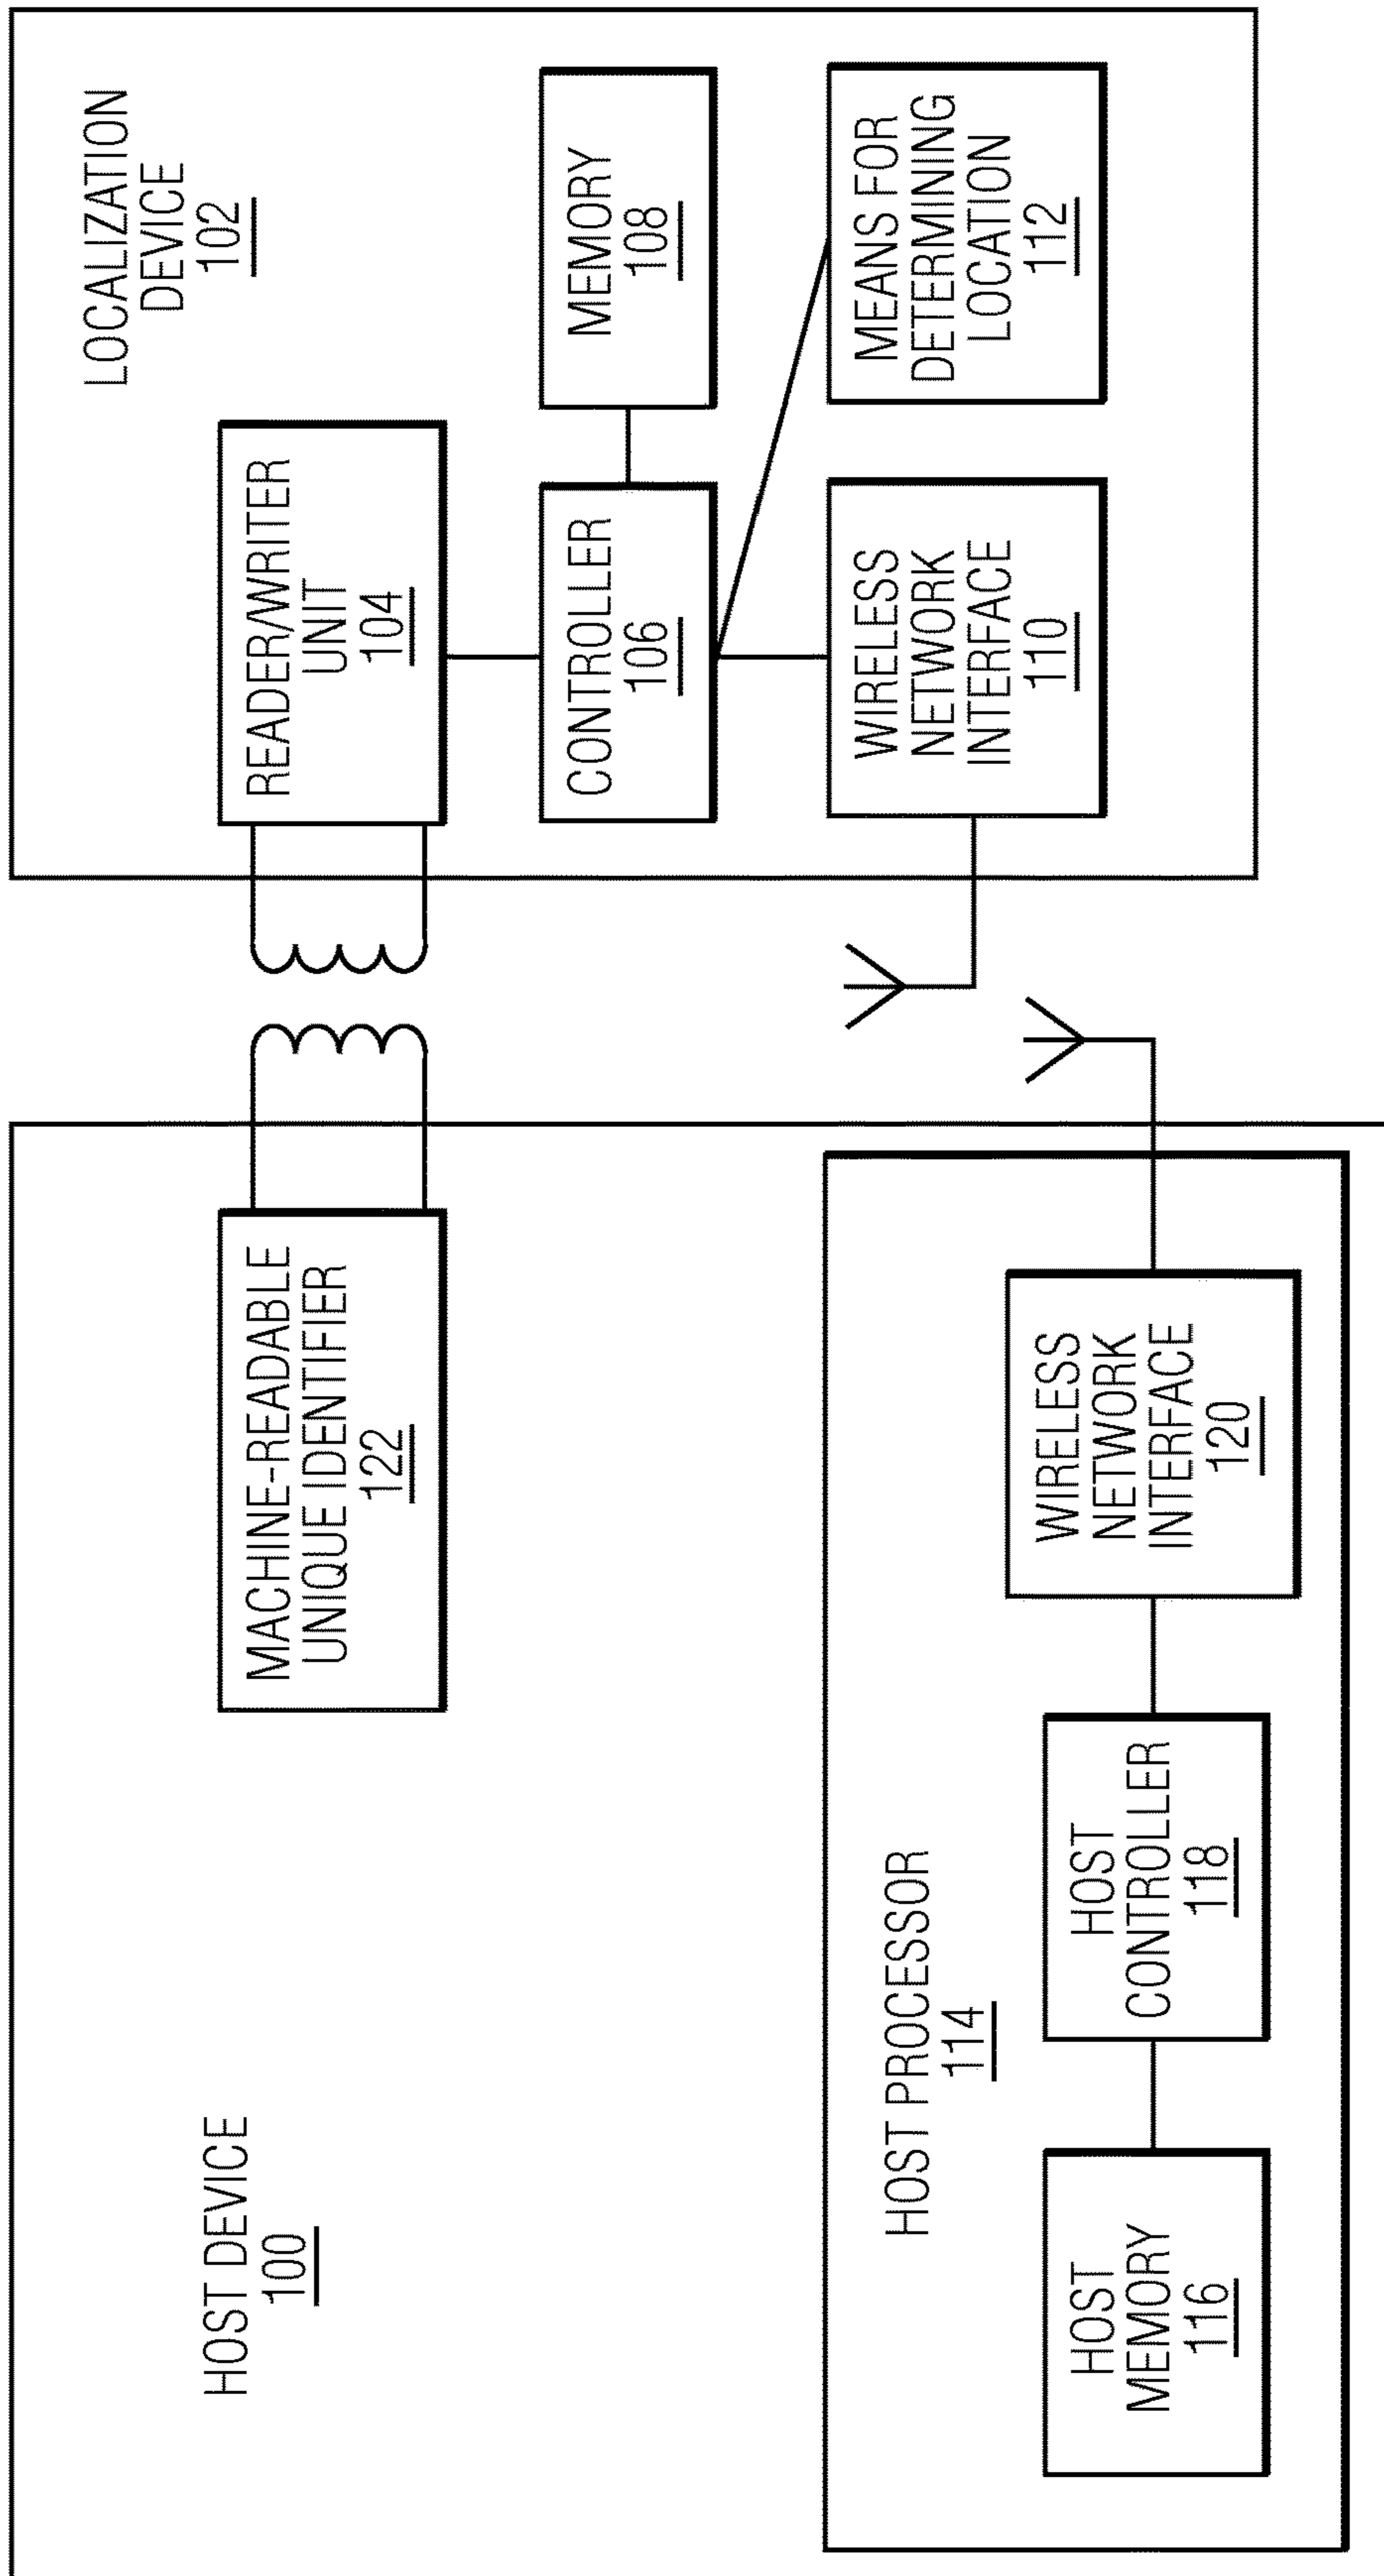 HOST DEVICE
100
MACHINE-READABLE
UNIQUE IDENTIFIER
122
HOST PROCESSOR
114
HOST
MEMORY
116
HOST
CONTROLLER
118
WIRELESS
NETWORK
INTERFACE
120
LOCALIZATION
DEVICE
102
READER/WRITER
UNIT
104
CONTROLLER
106
MEMORY
108
WIRELESS
NETWORK
INTERFACE
110
MEANS FOR
DETERMINING
LOCATION
112